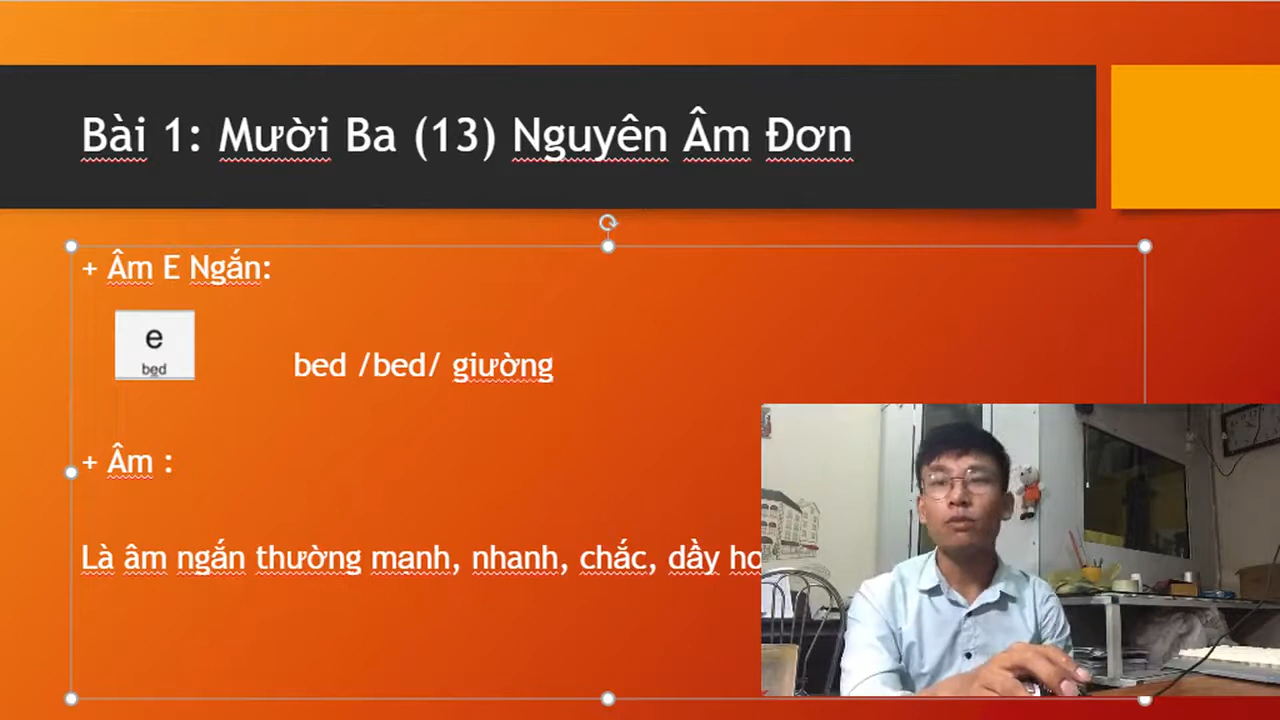 Bài 1: Mười Ba (13) Nguyên Âm Đơn
+ Âm E Ngắn:
e
bed
bed /bed/ giường
+ Âm :
Là âm ngắn thường mạnh, nhanh, chắc, dầy